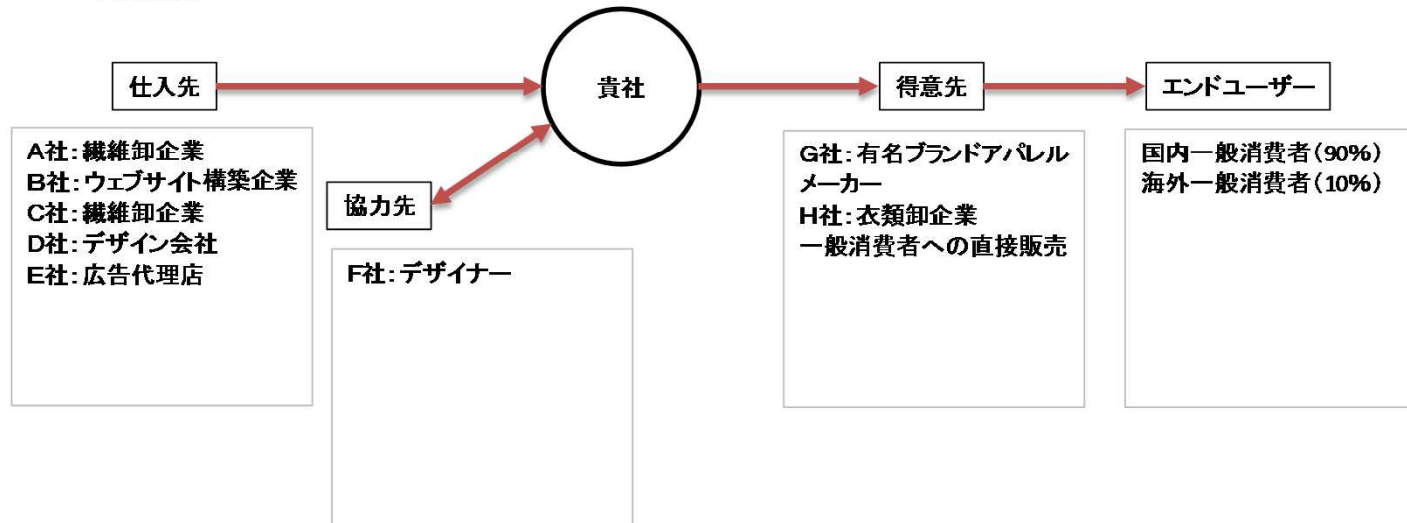 仕入先
貴社
得意先
エンドユーザー
A社:繊維卸企業
B社:ウェブサイト構築企業
C社:繊維卸企業
D社:デザイン会社
E社:広告代理店
協力先
F社:デザイナー
G社:有名ブランドアパレル
メーカー
H社:衣類卸企業
一般消費者への直接販売
国内一般消費者(90%)
海外一般消費者(10%)